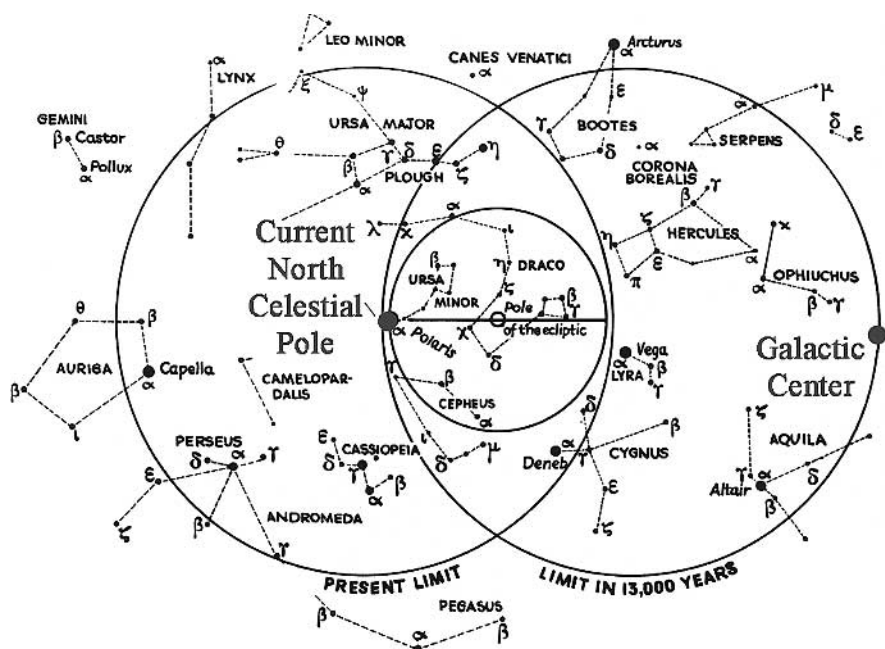 LEO MINOR
CANES VENATICI
α
Arcturus
α
α
LYNX
ξ
ψ
ε
α
μ
GEMINI
β Castor
Pollux
α
URSA
MAJOR
θ
β
γ
δ
ε
ζ
η
PLOUGH
α
γ
BOOTES
δ
α
CORONA
BOREALIS
SERPENS
δ
ε
λ
χ
α
ι
Current
North
Celestial
Pole
β
URSA
MINOR
η
DRACO
ζ
β
γ
ζ
η
HERCULES
ε
π
α
χ
α
OPHIUCHUS
β
γ
α
Polaris
Pole
of the ecliptic
β
γ
χ
δ
θ
β
AURIGA
β
ι
α
Capella
CAMELOPAR-
DALIS
γ
β
CEPHEUS
α
ι
δ
μ
Vega
α
β
LYRA
γ
Galactic
Center
PERSEUS
δ
α
γ
ε
β
ζ
ANDROMEDA
γ
ε
CASSIOPEIA
δ
γ
β
α
δ
β
α
Deneb
γ
CYGNUS
ε
ζ
ζ
AQUILA
γ
α
δ
Altair
β
PRESENT LIMIT
LIMIT IN 13,000 YEARS
β
PEGASUS
α
β